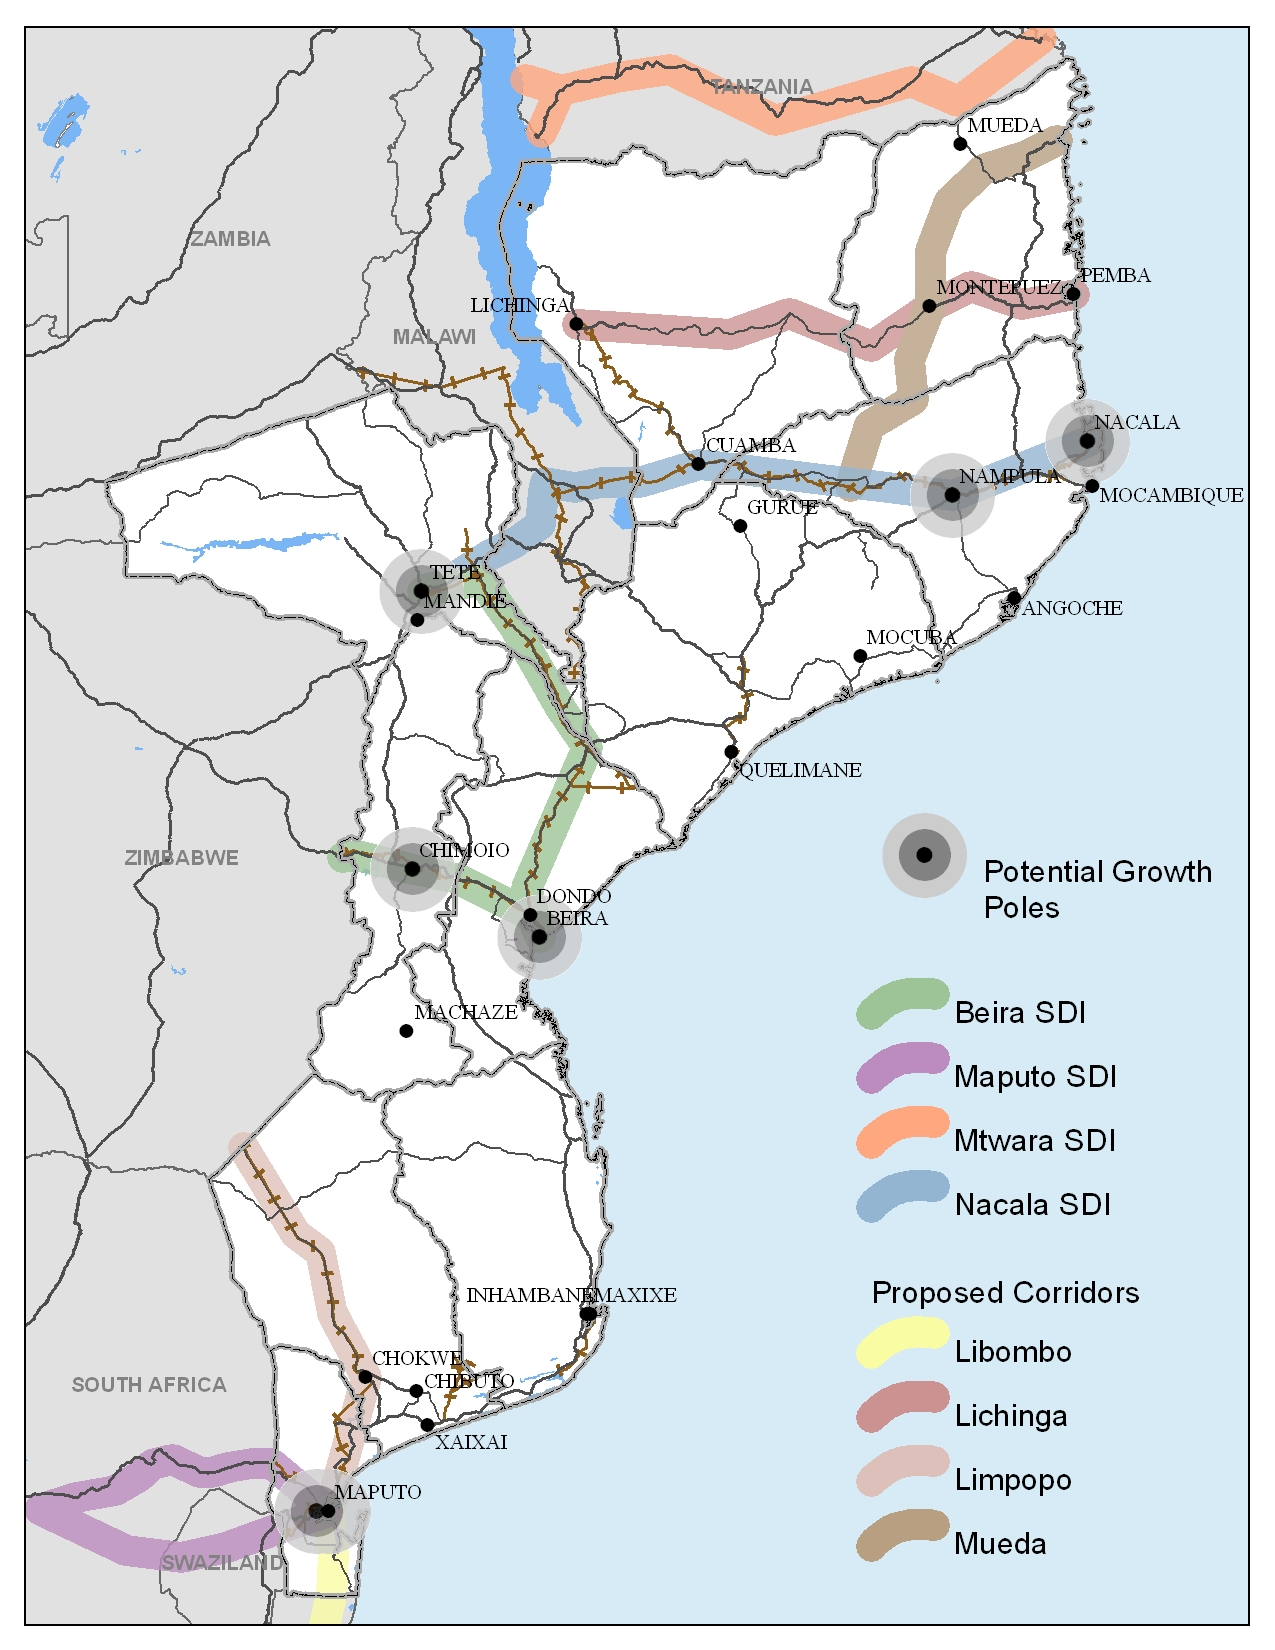 TANZANIA
MUEDA
ZAMBIA
PEMBA
MONTEPUEZ
LICHINGA
MALAWI
NACALA
CUAMBA
NAMPULA
MOCAMBIQUE
GURUE
TETE
MANDIE
ANGOCHE
MOCUBA
QUELIMANE
ZIMBABWE
CHIMOIO
Potential Growth
Poles
DONDO
BEIRA
MACHAZE
Beira SDI
Maputo SDI
Mtwara SDI
Nacala SDI
Proposed Corridors
INHAMBANE
MAXIXE
Libombo
CHOKWE
CHIBUTO
SOUTH AFRICA
Lichinga
XAIXAI
Limpopo
MAPUTO
Mueda
SWAZILAND